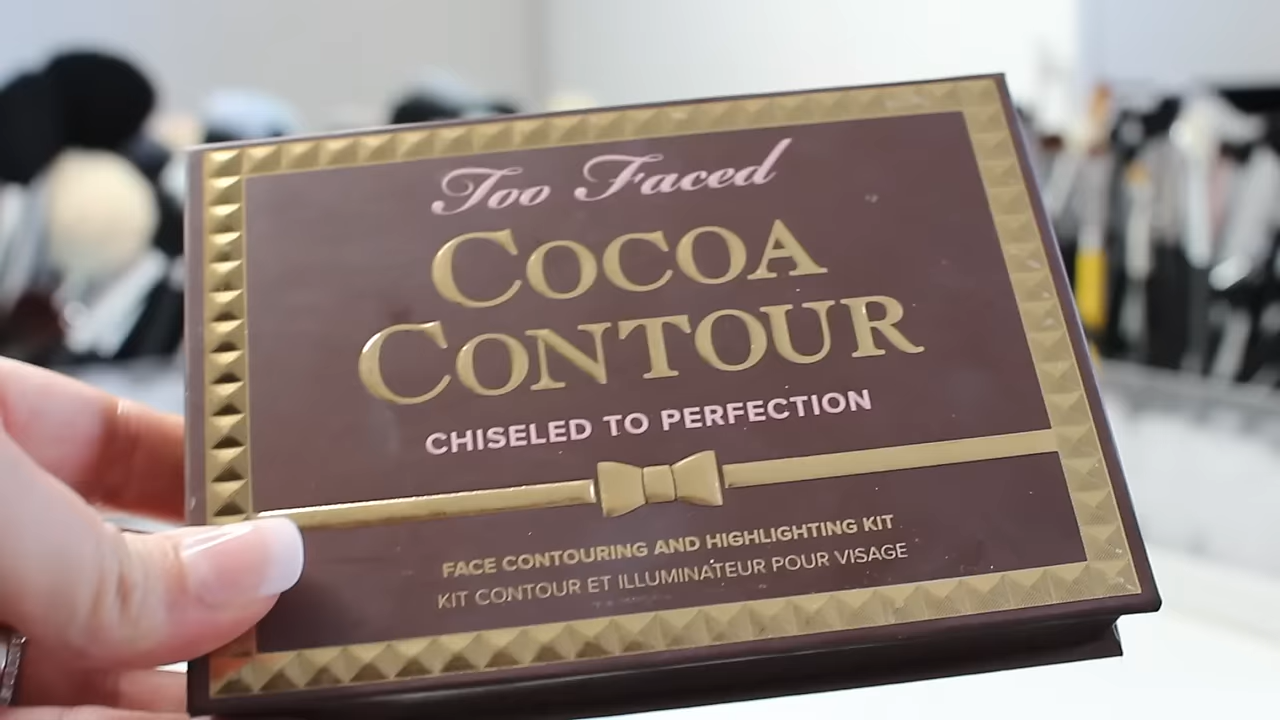 Too Faced
COCOA
CONTOUR
CHISELED TO PERFECTION
FACE CONTOURING AND HIGHLIGHTING KIT
KIT CONTOUR ET ILLUMINATEUR POUR VISAGE